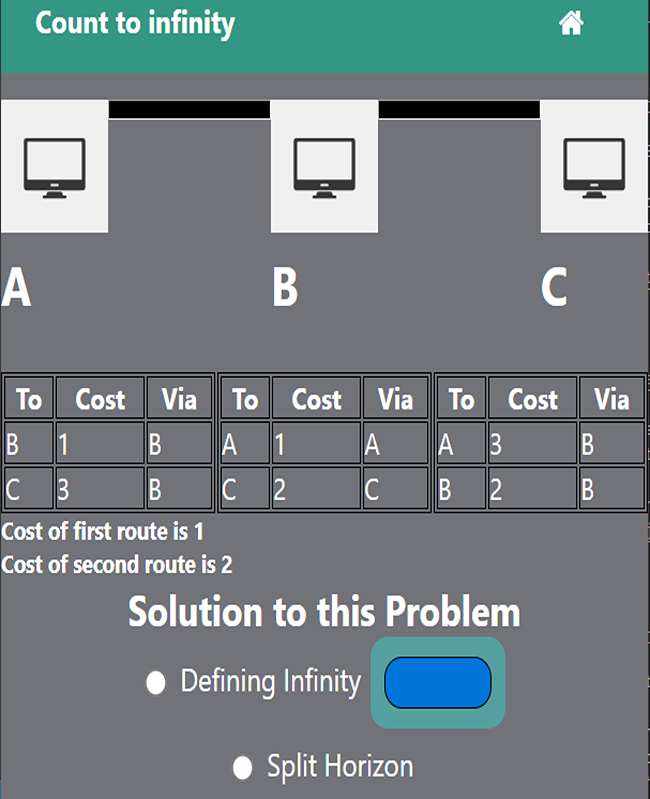 Count to infinity
A B C
To Cost Via To Cost Via To Cost Via
B 1 B A 1 A A 3 B
C 3 B C 2 C B 2 B
Cost of first route is 1
Cost of second route is 2
Solution to this Problem
Defining Infinity
Split Horizon